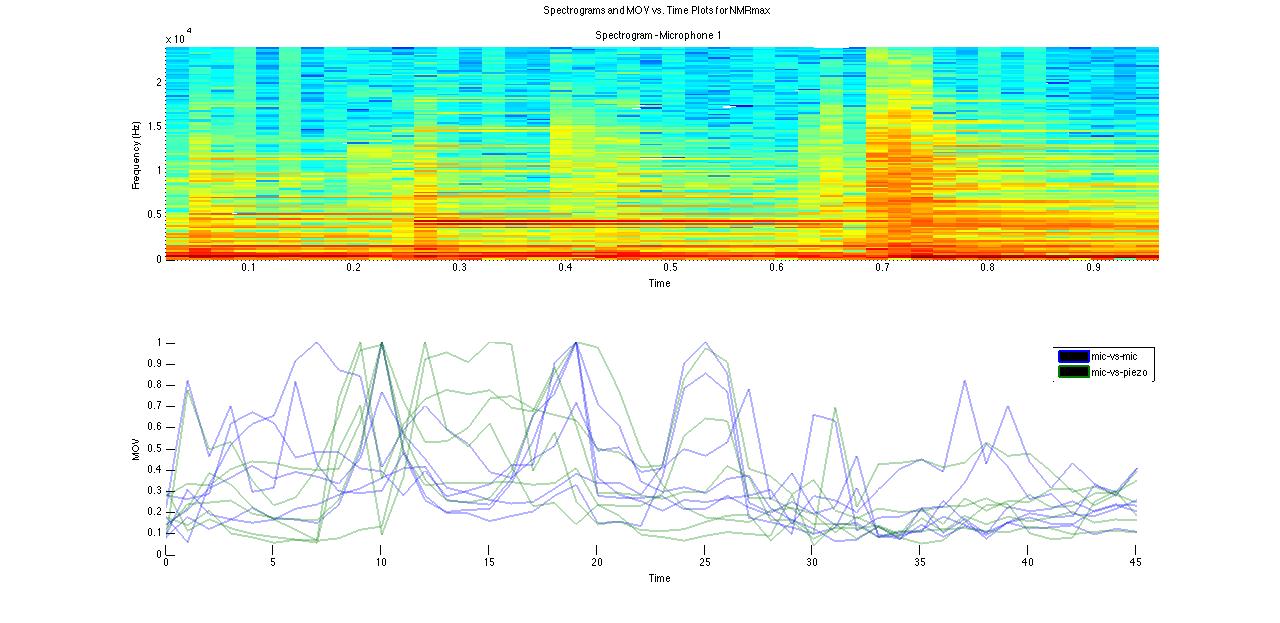 Spectrograms and MOV vs. Time Plots for NMRmax
Spectrogram - Microphone 1
x 10^4
Frequency (Hz)
2
1.5
1
0.5
0
0.1 0.2 0.3 0.4 0.5 0.6 0.7 0.8 0.9
Time
MOV
1
0.9
0.8
0.7
0.6
0.5
0.4
0.3
0.2
0.1
0
mic-vs-mic
mic-vs-piezo
0 5 10 15 20 25 30 35 40 45
Time